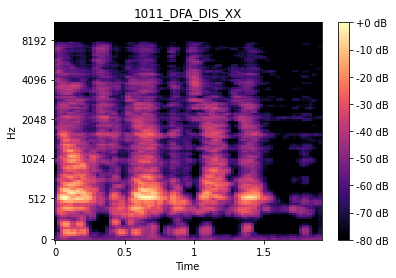 1011_DFA_DIS_XX
8192
4096
2048
1024
512
0
Hz
0
0.5
1
1.5
Time
+0 dB
-10 dB
-20 dB
-30 dB
-40 dB
-50 dB
-60 dB
-70 dB
-80 dB